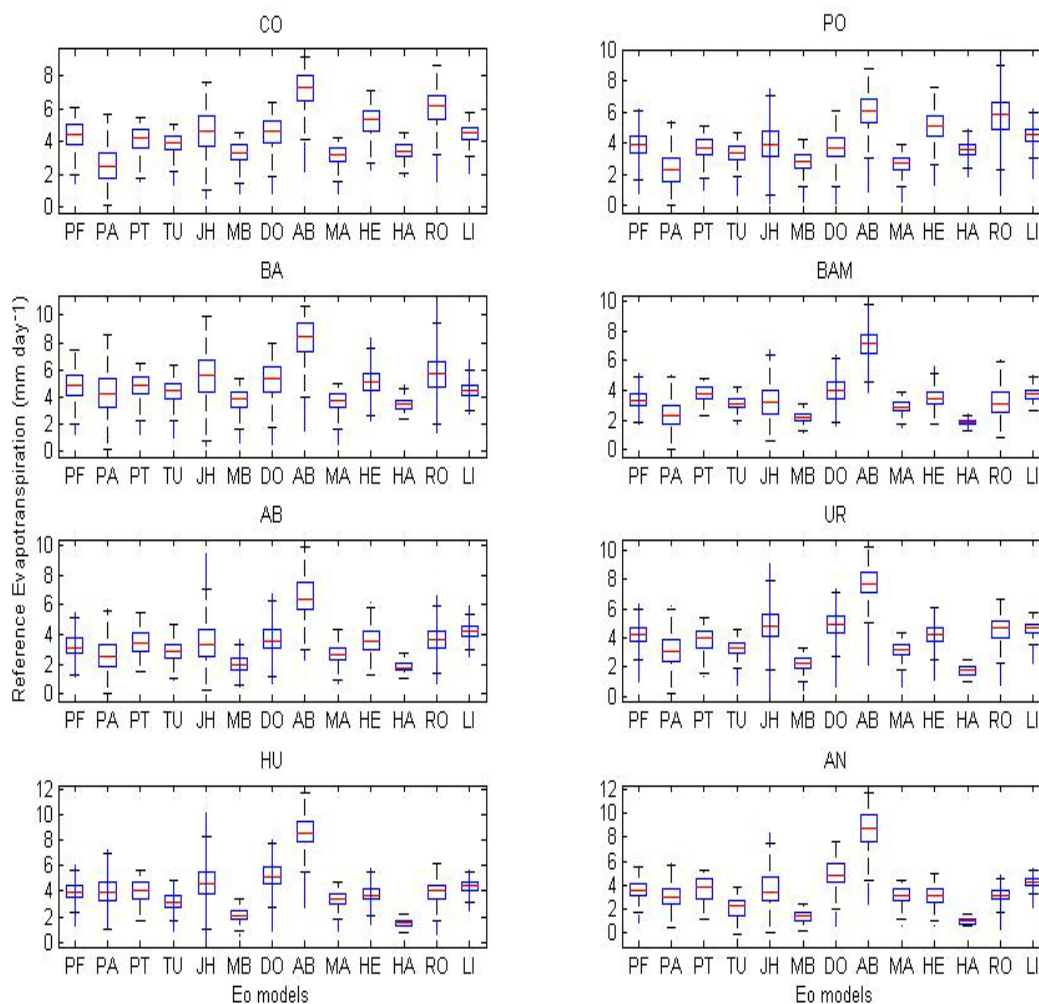 CO
8
6
4
2
0
PF PA PT TU JH MB DO AB MA HE HA RO LI
PO
10
8
6
4
2
0
PF PA PT TU JH MB DO AB MA HE HA RO LI
Reference Evapotranspiration (mm day⁻¹)
BA
10
8
6
4
2
0
PF PA PT TU JH MB DO AB MA HE HA RO LI
BAM
10
8
6
4
2
0
PF PA PT TU JH MB DO AB MA HE HA RO LI
AB
10
8
6
4
2
0
PF PA PT TU JH MB DO AB MA HE HA RO LI
UR
10
8
6
4
2
0
PF PA PT TU JH MB DO AB MA HE HA RO LI
HU
12
10
8
6
4
2
0
PF PA PT TU JH MB DO AB MA HE HA RO LI
Eo models
AN
12
10
8
6
4
2
0
PF PA PT TU JH MB DO AB MA HE HA RO LI
Eo models